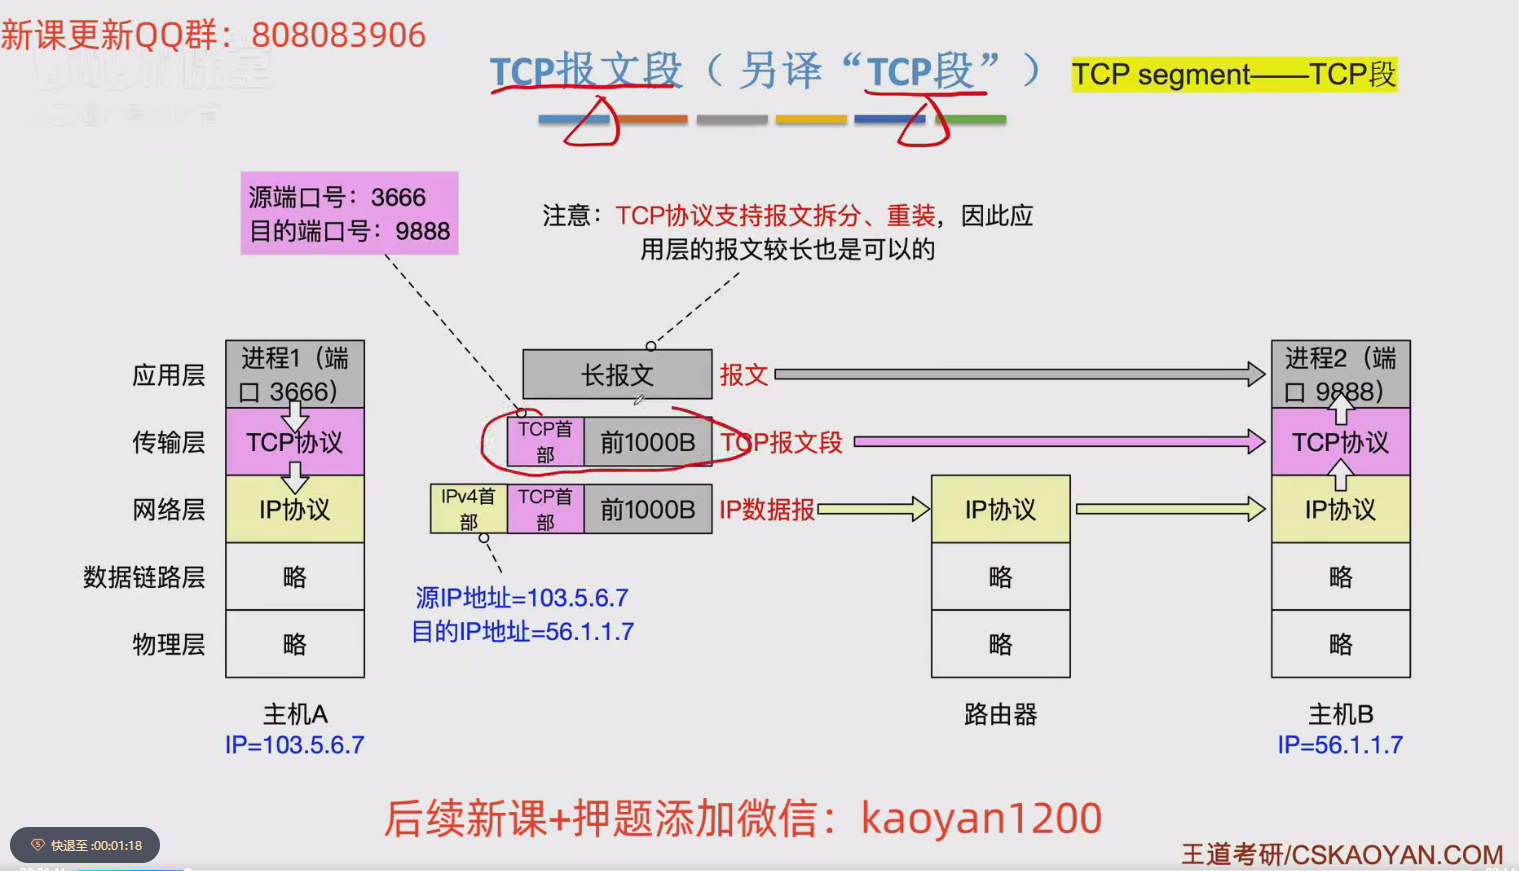 新课更新QQ群：808083906
TCP报文段（另译“TCP段”）
TCP segment——TCP段
源端口号：3666
目的端口号：9888
注意：TCP协议支持报文拆分、重装，因此应
用层的报文较长也是可以的
应用层
进程1（端
口 3666）
长报文
报文
进程2（端
口 9888）
传输层
TCP协议
TCP首
部
前1000B
TCP报文段
TCP协议
网络层
IP协议
IPv4首
部
TCP首
部
前1000B
IP数据报
IP协议
IP协议
数据链路层
略
略
略
源IP地址=103.5.6.7
目的IP地址=56.1.1.7
物理层
略
略
略
主机A
IP=103.5.6.7
路由器
主机B
IP=56.1.1.7
后续新课+押题添加微信：kaoyan1200
快退至 :00:01:18
王道考研/CSKAOYAN.COM